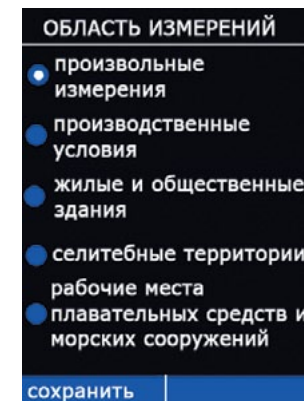 ОБЛАСТЬ ИЗМЕРЕНИЙ
произвольные
измерения
производственные
условия
жилые и общественные
здания
селитебные территории
рабочие места
плавательных средств и
морских сооружений
сохранить